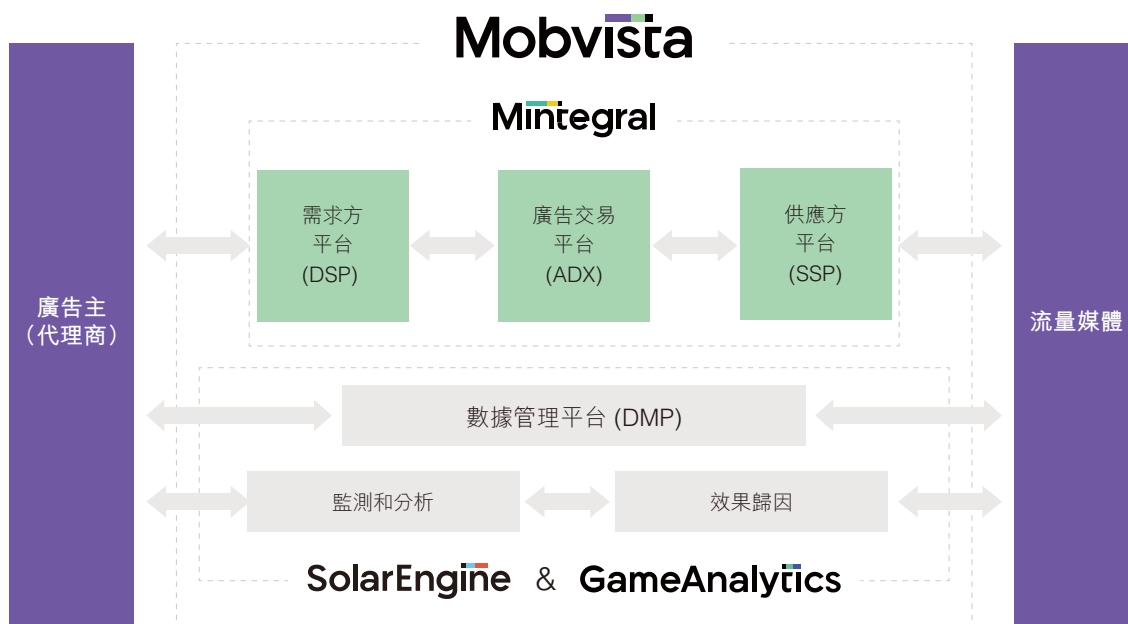 Mobvista
Mintegral
需求方
平台
(DSP)
廣告交易
平台
(ADX)
供應方
平台
(SSP)
廣告主
（代理商）
流量媒體
數據管理平台 (DMP)
監測和分析
效果歸因
SolarEngine & GameAnalytics